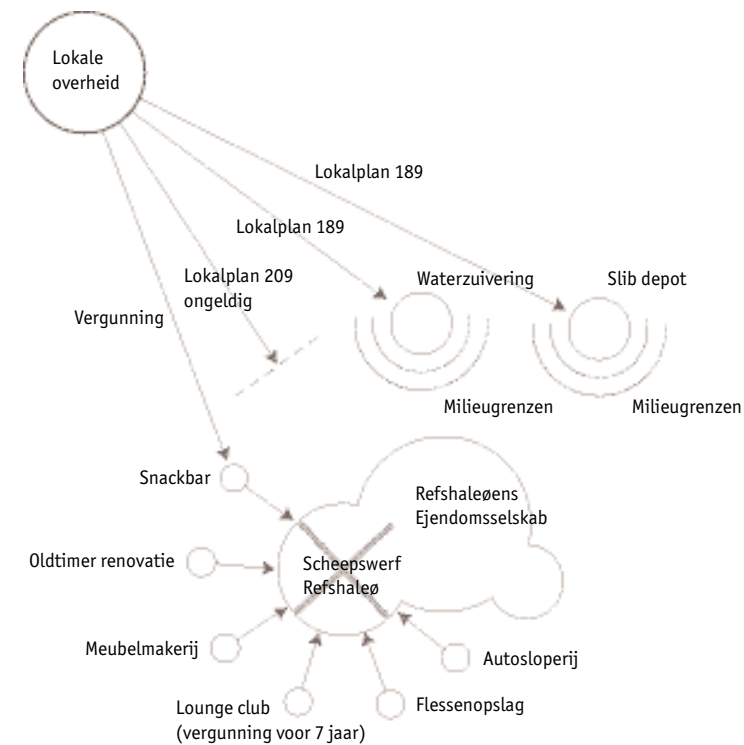 Lokale
overheid
Lokalplan 189
Lokalplan 189
Lokalplan 209
ongeldig
Waterzuivering
Slib depot
Vergunning
Milieugrenzen
Milieugrenzen
Snackbar
Refshaleøens
Ejendomsselskab
Oldtimer renovatie
Scheepswerf
Refshaleø
Meubelmakerij
Autosloperij
Lounge club
(vergunning voor 7 jaar)
Flessenopslag